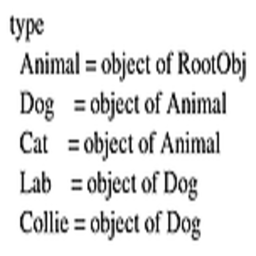 type
Animal = object of RootObj
Dog = object of Animal
Cat = object of Animal
Lab = object of Dog
Collie = object of Dog